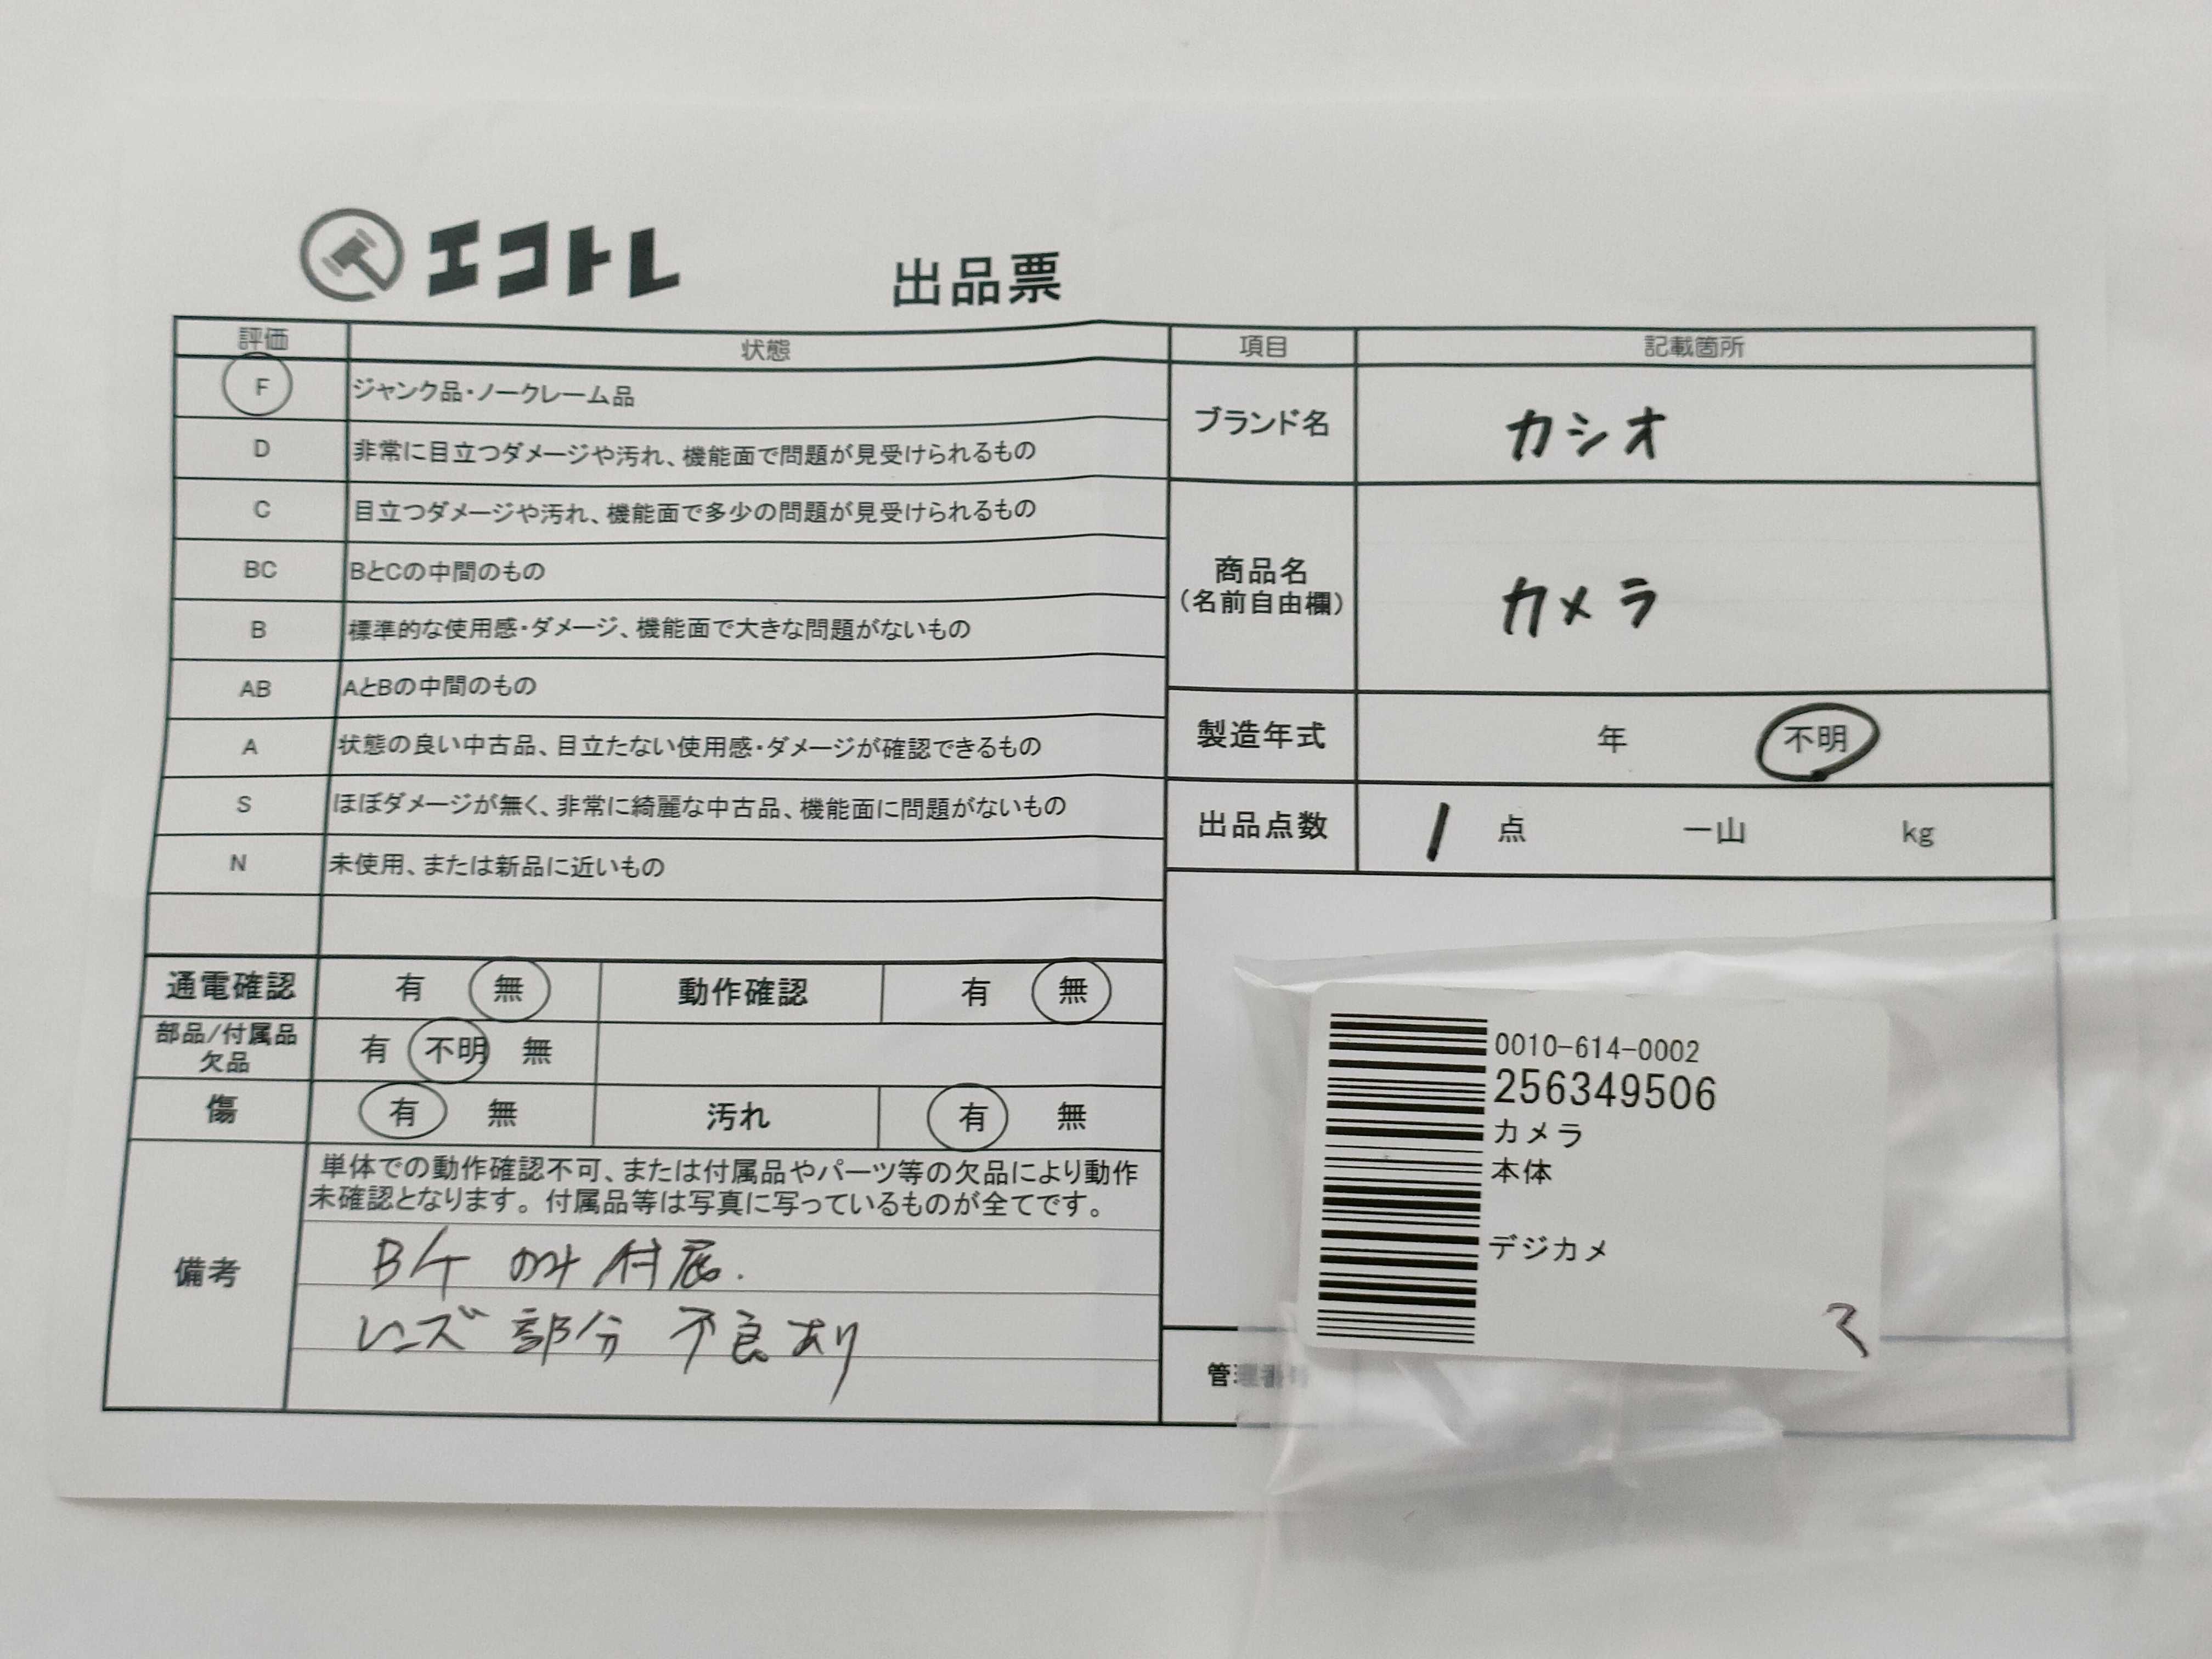 エコトレ
出品票
評価 状態
F ジャンク品・ノークレーム品
D 非常に目立つダメージや汚れ、機能面で問題が見受けられるもの
C 目立つダメージや汚れ、機能面で多少の問題が見受けられるもの
BC BとCの中間のもの
B 標準的な使用感・ダメージ、機能面で大きな問題がないもの
AB AとBの中間のもの
A 状態の良い中古品、目立たない使用感・ダメージが確認できるもの
S ほぼダメージが無く、非常に綺麗な中古品、機能面に問題がないもの
N 未使用、または新品に近いもの
通電確認 有 無 動作確認 有 無
部品/付属品
欠品
有 不明 無
傷 有 無 汚れ 有 無
備考
単体での動作確認不可、または付属品やパーツ等の欠品により動作
未確認となります。付属品等は写真に写っているものが全てです。
のみ付属.
レンズ部分 不良あり
項目 記載箇所
ブランド名 カシオ
商品名
(名前自由欄)
カメラ
製造年式 年 不明
出品点数 1 点 一山 kg
0010-614-0002
256349506
カメラ
本体
デジカメ
管理番号